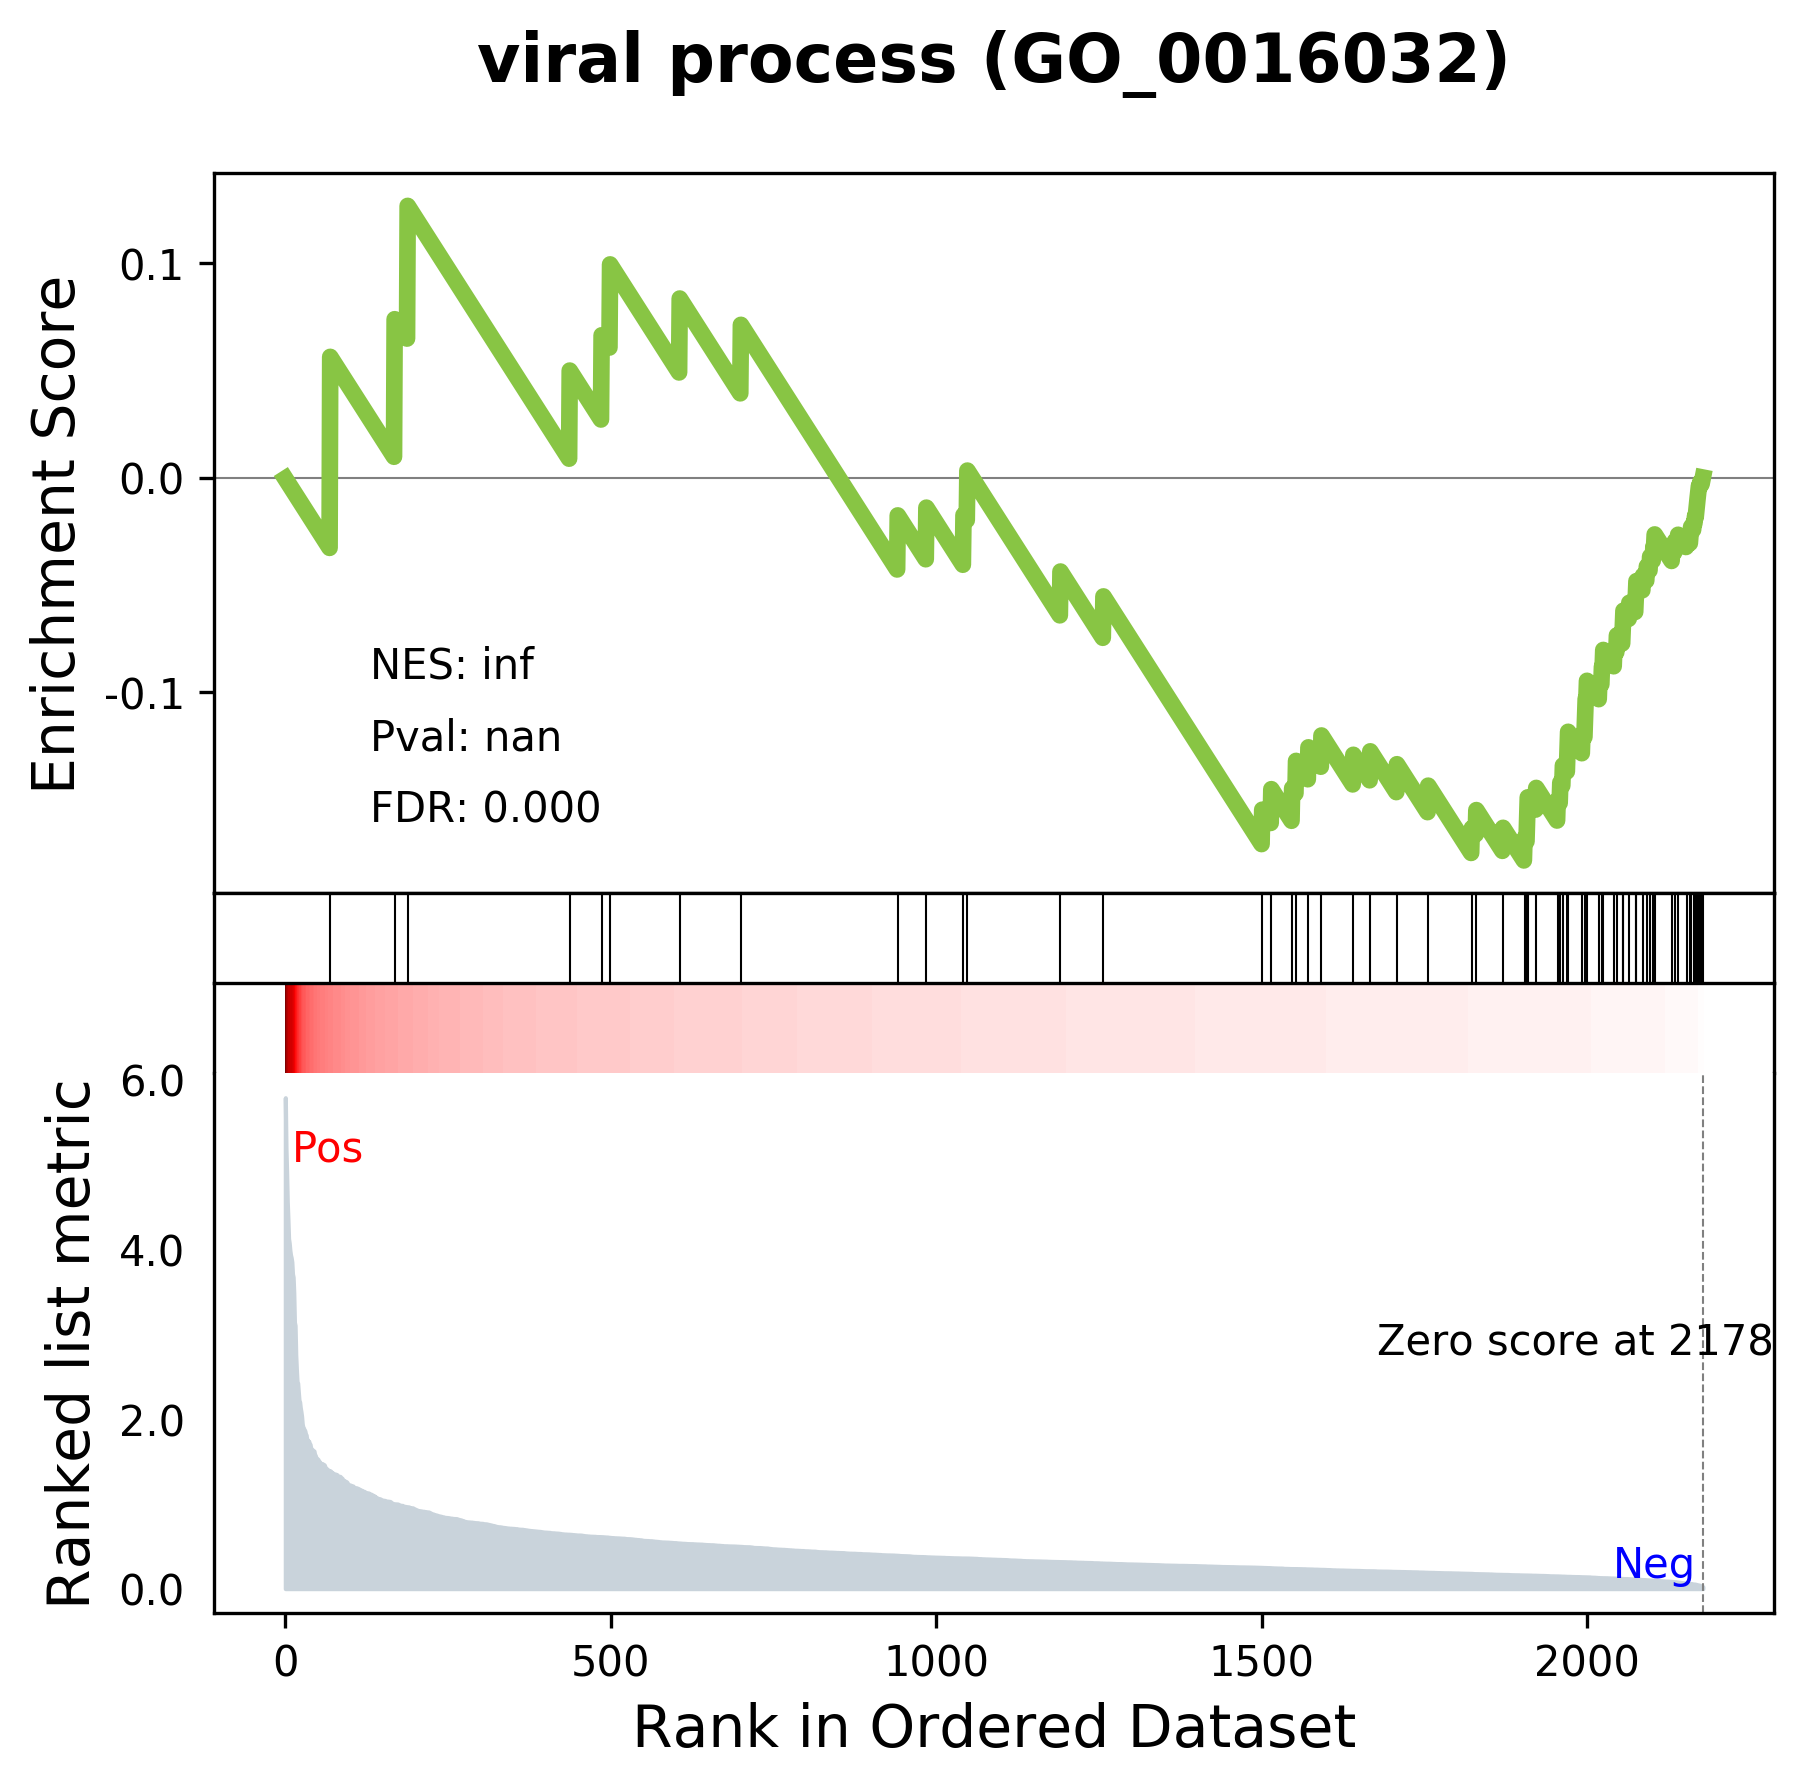 viral process (GO_0016032)
Enrichment Score
0.1
0.0
-0.1
NES: inf
Pval: nan
FDR: 0.000
Ranked list metric
6.0
4.0
2.0
0.0
Pos
Zero score at 2178
Neg
0 500 1000 1500 2000
Rank in Ordered Dataset